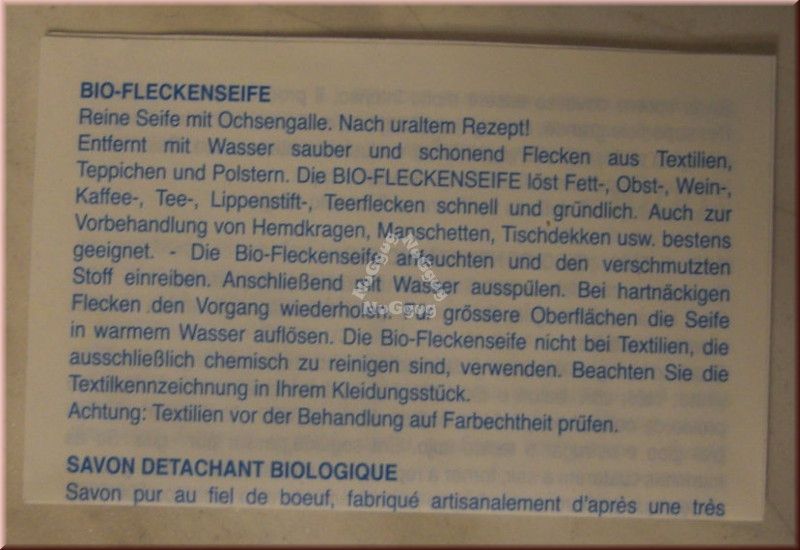 BIO-FLECKENSEIFE
Reine Seife mit Ochsengalle. Nach uraltem Rezept!
Entfernt mit Wasser sauber und schonend Flecken aus Textilien,
Teppichen und Polstern. Die BIO-FLECKENSEIFE löst Fett-, Obst-, Wein-,
Kaffee-, Tee-, Lippenstift-, Teerflecken schnell und gründlich. Auch zur
Vorbehandlung von Hemdkragen, Manschetten, Tischdekken usw. bestens
geeignet. - Die Bio-Fleckenseife anfeuchten und den verschmutzten
Stoff einreiben. Anschließend mit Wasser ausspülen. Bei hartnäckigen
Flecken den Vorgang wiederholen. Für grössere Oberflächen die Seife
in warmem Wasser auflösen. Die Bio-Fleckenseife nicht bei Textilien, die
ausschließlich chemisch zu reinigen sind, verwenden. Beachten Sie die
Textilkennzeichnung in Ihrem Kleidungsstück.
Achtung: Textilien vor der Behandlung auf Farbechtheit prüfen.
SAVON DETACHANT BIOLOGIQUE
Savon pur au fiel de boeuf, fabriqué artisanalement d'après une très
NoGgug NoGgug
NoGgug